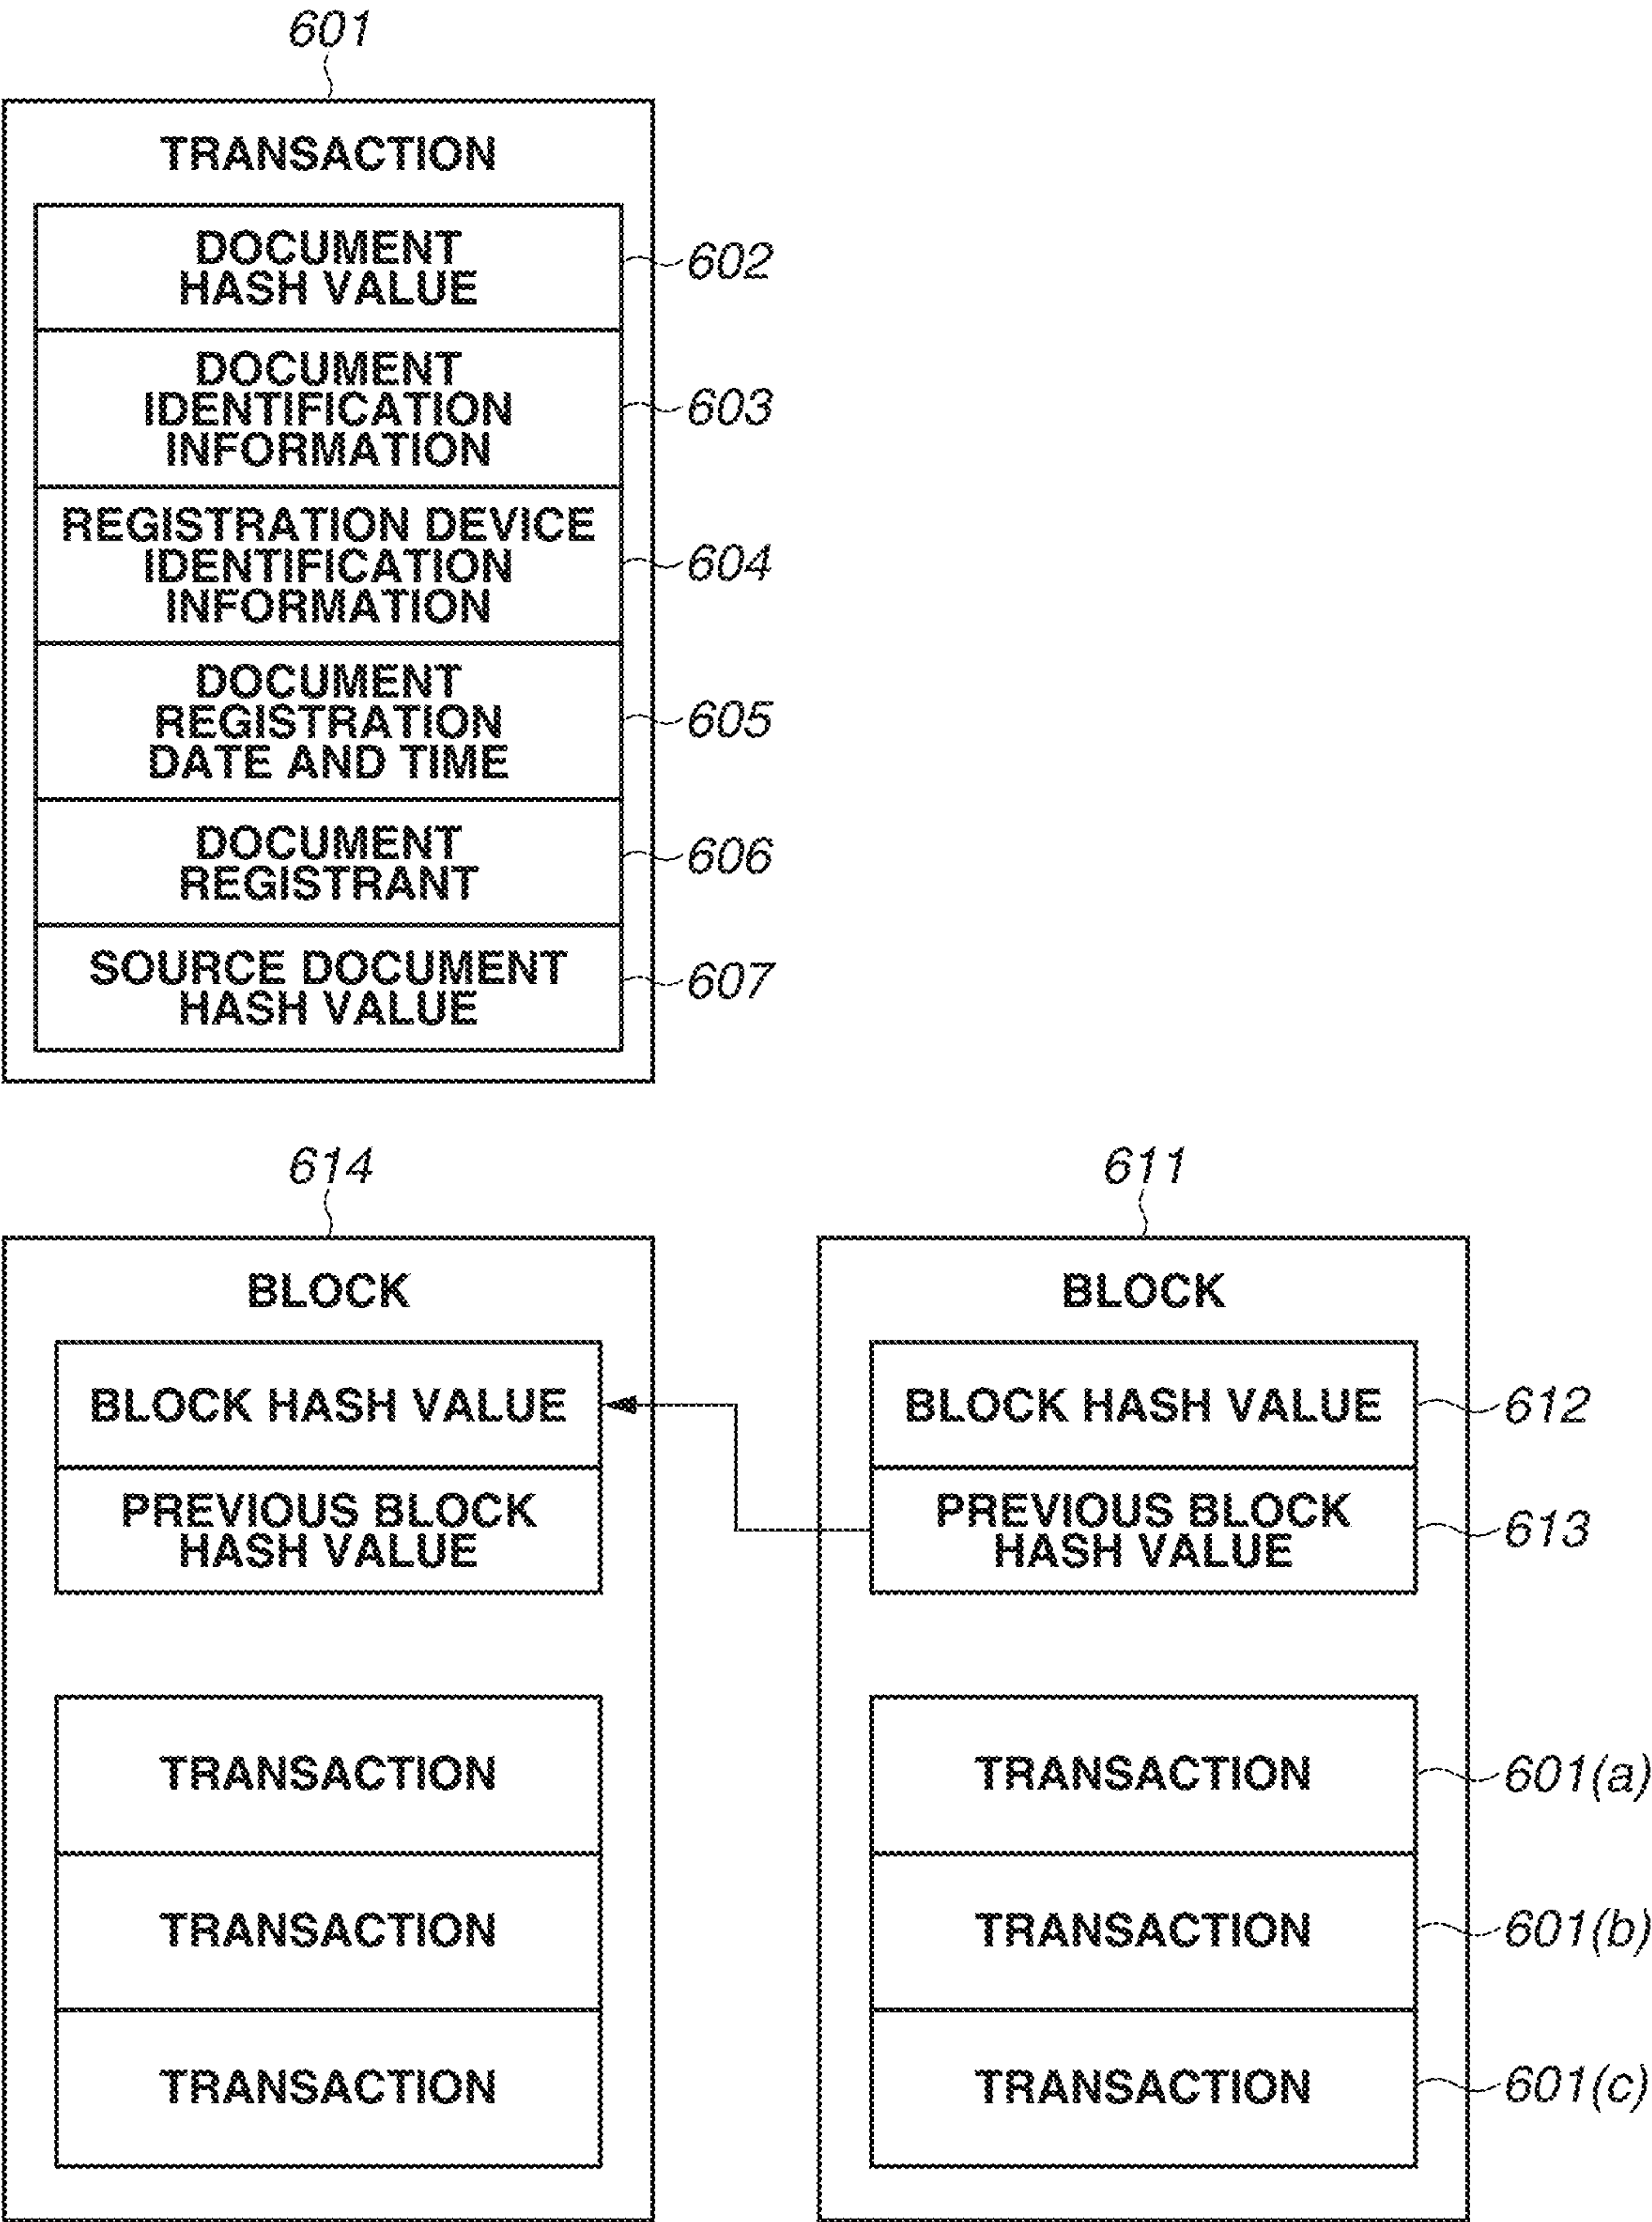 601
TRANSACTION
DOCUMENT
HASH VALUE
602
DOCUMENT
IDENTIFICATION
INFORMATION
603
REGISTRATION DEVICE
IDENTIFICATION
INFORMATION
604
DOCUMENT
REGISTRATION
DATE AND TIME
605
DOCUMENT
REGISTRANT
606
SOURCE DOCUMENT
HASH VALUE
607
614
BLOCK
BLOCK HASH VALUE
PREVIOUS BLOCK
HASH VALUE
TRANSACTION
TRANSACTION
TRANSACTION
611
BLOCK
BLOCK HASH VALUE
612
PREVIOUS BLOCK
HASH VALUE
613
TRANSACTION
601(a)
TRANSACTION
601(b)
TRANSACTION
601(c)